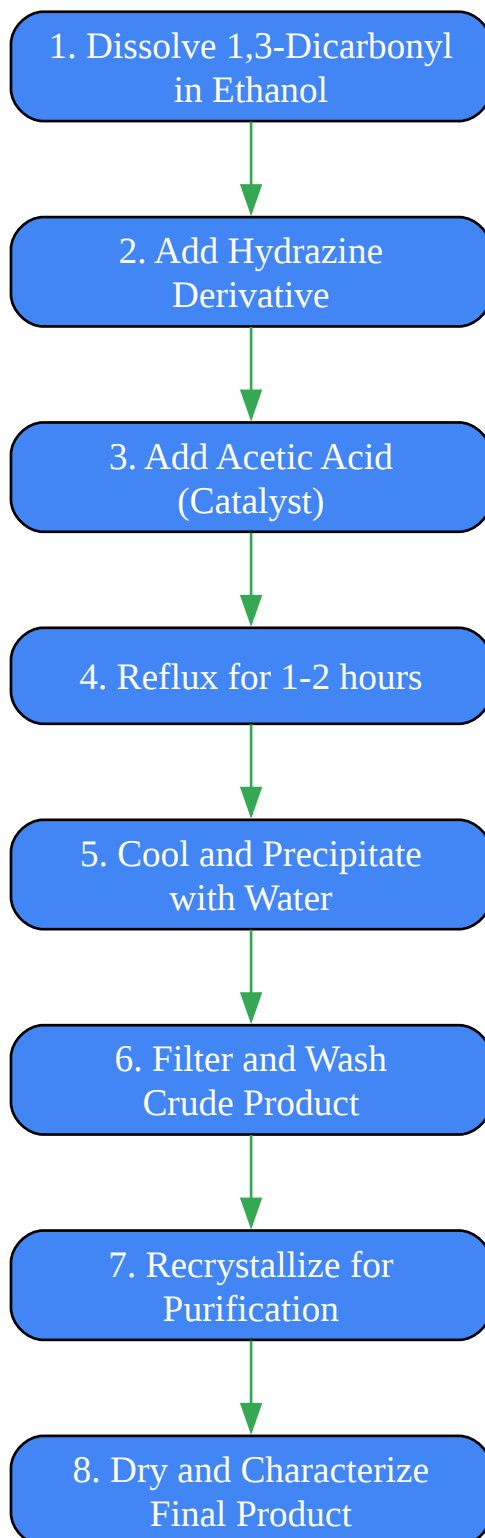 1. Dissolve 1,3-Dicarbonyl
in Ethanol
2. Add Hydrazine
Derivative
3. Add Acetic Acid
(Catalyst)
4. Reflux for 1-2 hours
5. Cool and Precipitate
with Water
6. Filter and Wash
Crude Product
7. Recrystallize for
Purification
8. Dry and Characterize
Final Product